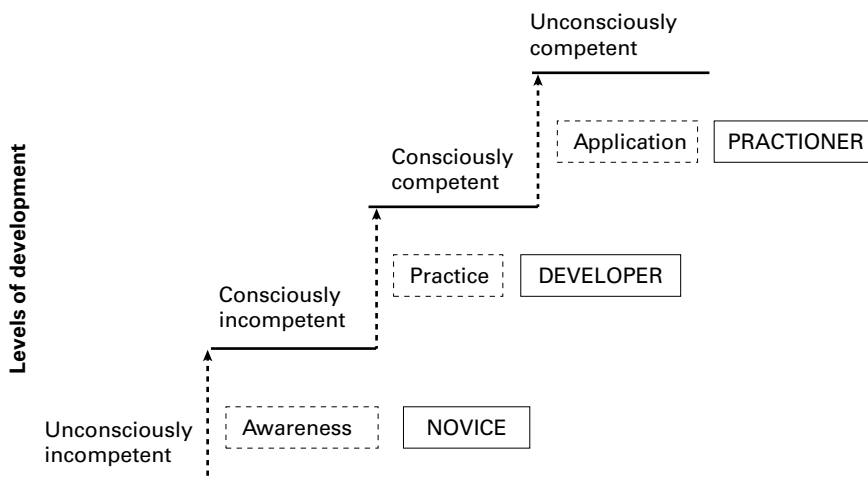 Unconsciously
competent
Application
PRACTIONER
Consciously
competent
Practice
DEVELOPER
Consciously
incompetent
Levels of development
Awareness
NOVICE
Unconsciously
incompetent